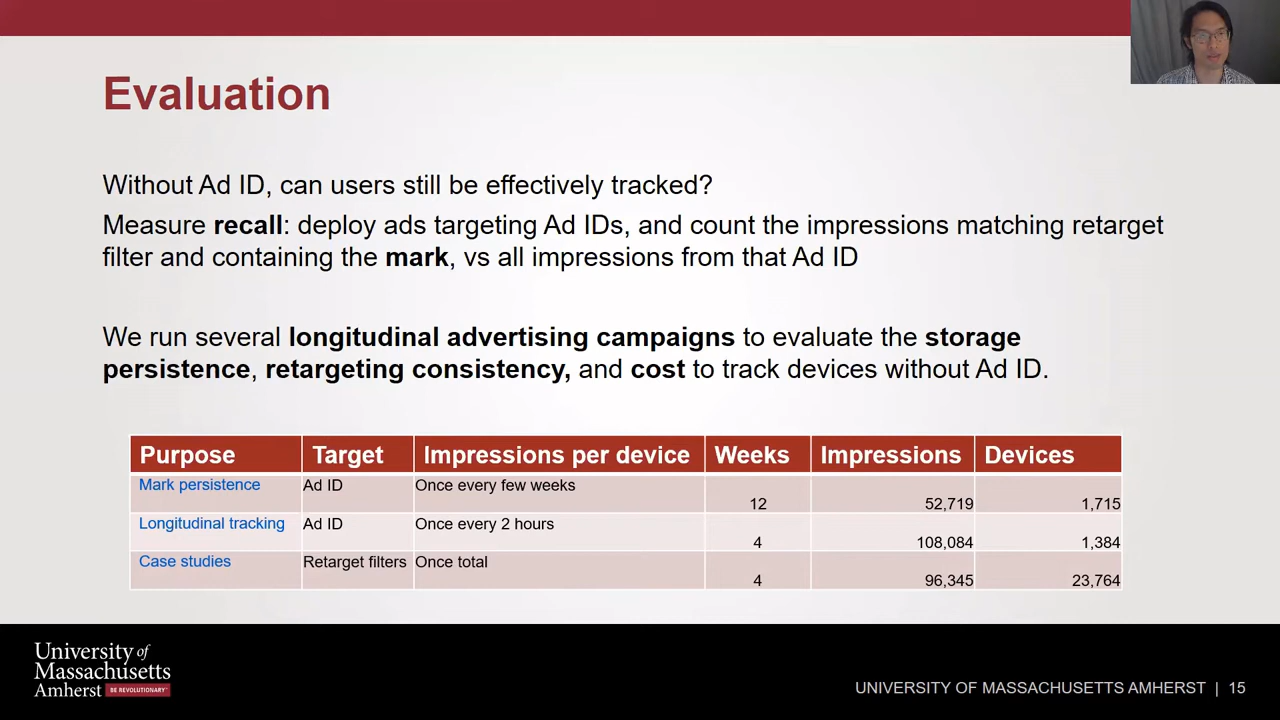 Evaluation
Without Ad ID, can users still be effectively tracked?
Measure recall: deploy ads targeting Ad IDs, and count the impressions matching retarget
filter and containing the mark, vs all impressions from that Ad ID
We run several longitudinal advertising campaigns to evaluate the storage
persistence, retargeting consistency, and cost to track devices without Ad ID.
Purpose Target Impressions per device Weeks Impressions Devices
Mark persistence Ad ID Once every few weeks 12 52,719 1,715
Longitudinal tracking Ad ID Once every 2 hours 4 108,084 1,384
Case studies Retarget filters Once total 4 96,345 23,764
University of
Massachusetts
Amherst BE REVOLUTIONARY™
UNIVERSITY OF MASSACHUSETTS AMHERST | 15